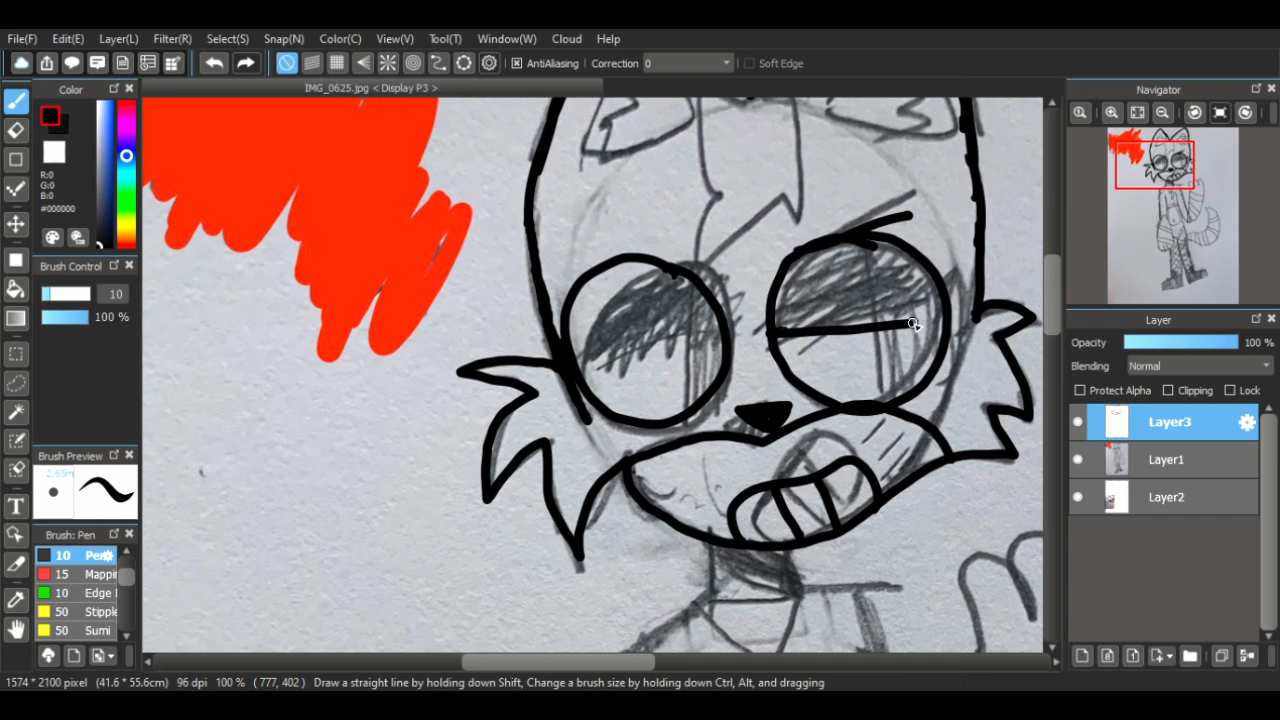 File(F) Edit(E) Layer(L) Filter(R) Select(S) Snap(N) Color(C) View(V) Tool(T) Window(W) Cloud Help
AntiAliasing Correction 0 Soft Edge
Color
IMG_0625.jpg < Display P3 >
Navigator
R:0
G:0
B:0
#000000
Brush Control
10
100 %
Layer
Opacity 100 %
Blending Normal
Protect Alpha Clipping Lock
Layer3
Layer1
Layer2
Brush Preview
Brush: Pen
10 Pen
15 Mappi
10 Edge
50 Stipple
50 Sumi
1574 * 2100 pixel (41.6 * 55.6cm) 96 dpi 100 % ( 777, 402 ) Draw a straight line by holding down Shift, Change a brush size by holding down Ctrl, Alt, and dragging